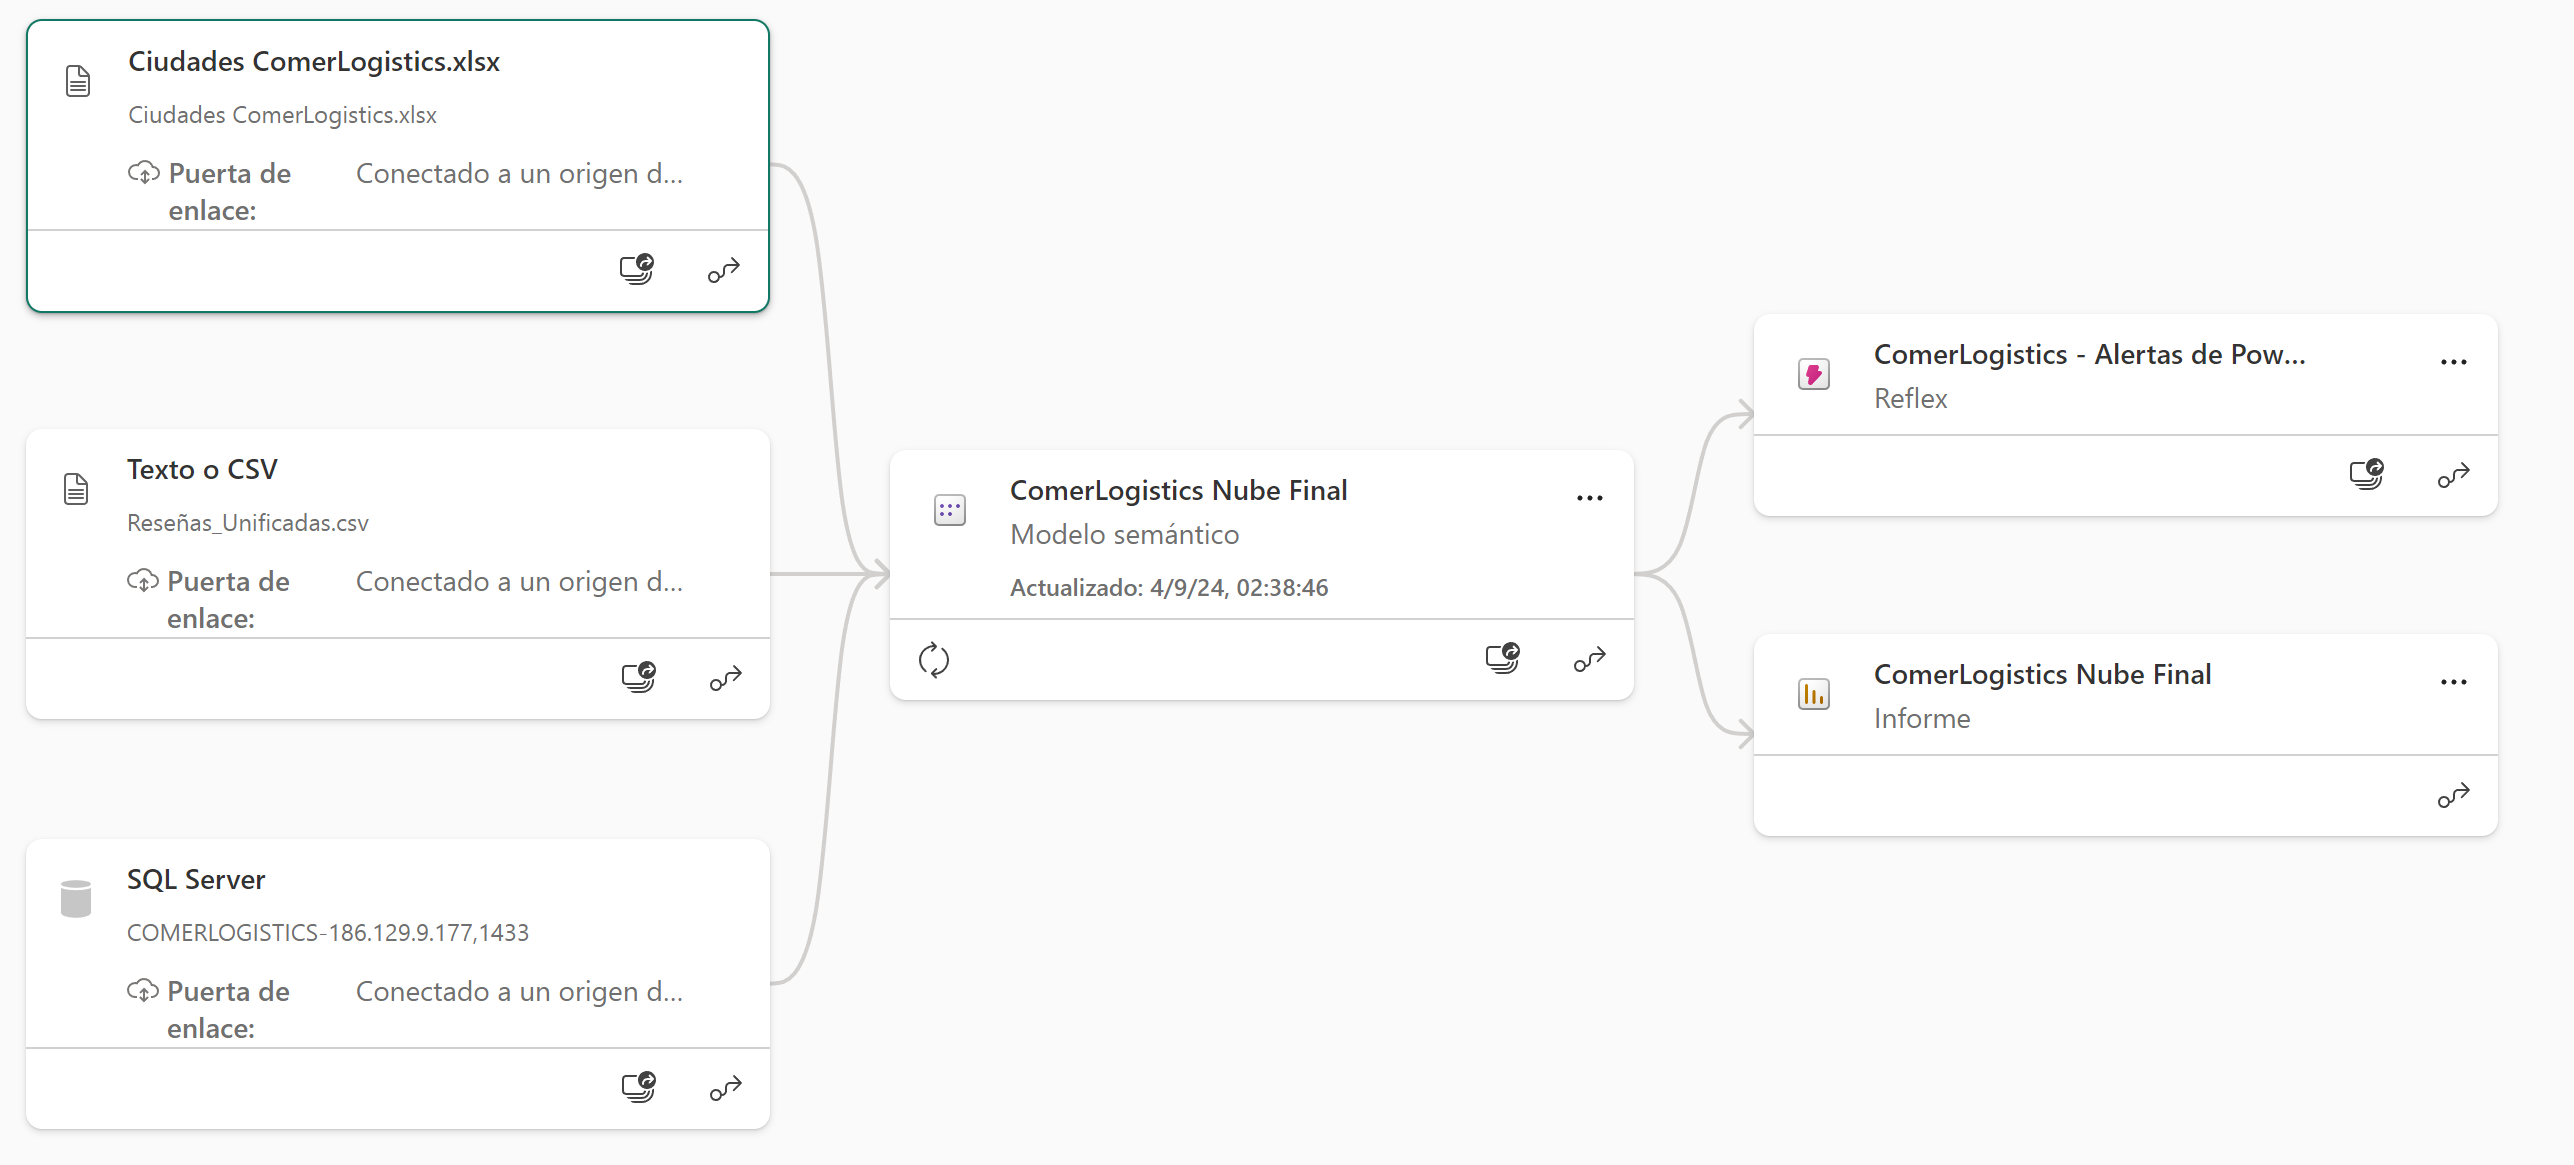 Ciudades ComerLogistics.xlsx
Ciudades ComerLogistics.xlsx
Puerta de enlace: Conectado a un origen d...
Texto o CSV
Reseñas_Unificadas.csv
Puerta de enlace: Conectado a un origen d...
SQL Server
COMERLOGISTICS-186.129.9.177,1433
Puerta de enlace: Conectado a un origen d...
ComerLogistics Nube Final
Modelo semántico
Actualizado: 4/9/24, 02:38:46
ComerLogistics - Alertas de Pow...
Reflex
ComerLogistics Nube Final
Informe